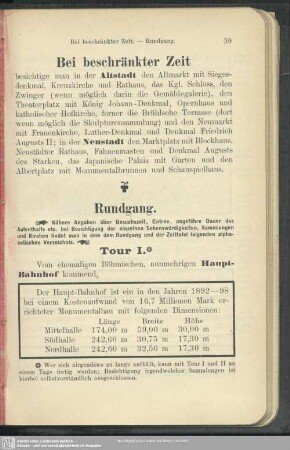 Bei beschränkter Zeit. — Rundgang. 59
Bei beschränkter Zeit
besichtige man in der Altstadt den Altmarkt mit Sieges-
denkmal, Kreuzkirche und Rathaus, das Kgl. Schloss, den
Zwinger (wenn möglich darin die Gemäldegalerie), den
Theaterplatz mit König Johann-Denkmal, Opernhaus und
katholischer Hofkirche, ferner die Brühlsche Terrasse (dort
wenn möglich die Skulpturensammlung) und den Neumarkt
mit Frauenkirche, Luther-Denkmal und Denkmal Friedrich
Augusts II; in der Neustadt den Marktplatz mit Blockhaus,
Neustädter Rathaus, Fahnenmasten und Denkmal Augusts
des Starken, das Japanische Palais mit Garten und den
Albertplatz mit Monumentalbrunnen und Schauspielhaus.
Rundgang.
Nähere Angaben über Besuchszeit, Entree, ungefähre Dauer des
Aufenthalts etc. bei Besichtigung der einzelnen Sehenswürdigkeiten, Sammlungen
und Kirchen findet man in dem dem Rundgang und der Zeittafel folgenden alpha-
betischen Verzeichnis.
Tour I.
Vom ehemaligen Böhmischen, nunmehrigen Haupt-
Bahnhof kommend,
Der Haupt-Bahnhof ist ein in den Jahren 1892—98
bei einem Kostenaufwand von 16,7 Millionen Mark er-
richteter Monumentalbau mit folgenden Dimensionen:
Länge Breite Höhe
Mittelhalle 174,00 m 59,00 m 30,00 m
Südhalle 242,60 m 30,75 m 17,30 m
Nordhalle 242,60 m 32,50 m 17,30 m
Wer sich nirgendswo zu lange aufhält, kann mit Tour I und II an
einem Tage fertig werden; Besichtigung irgendwelcher Sammlungen ist
hierbei selbstverständlich ausgeschlossen.